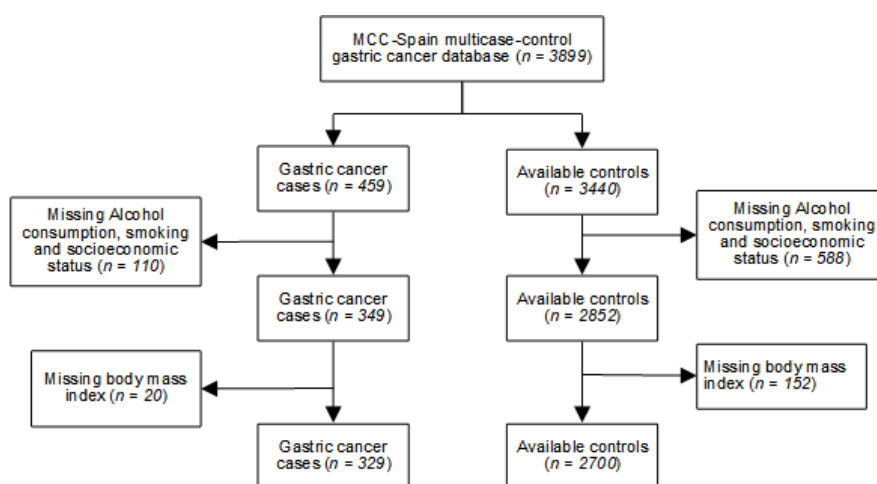 MCC-Spain multicase-control
gastric cancer database (n = 3899)
Gastric cancer
cases (n = 459)
Available controls
(n = 3440)
Missing Alcohol
consumption, smoking
and socioeconomic
status (n = 110)
Missing Alcohol
consumption, smoking
and socioeconomic
status (n = 588)
Gastric cancer
cases (n = 349)
Available controls
(n = 2852)
Missing body mass
index (n = 20)
Missing body mass
index (n = 152)
Gastric cancer
cases (n = 329)
Available controls
(n = 2700)